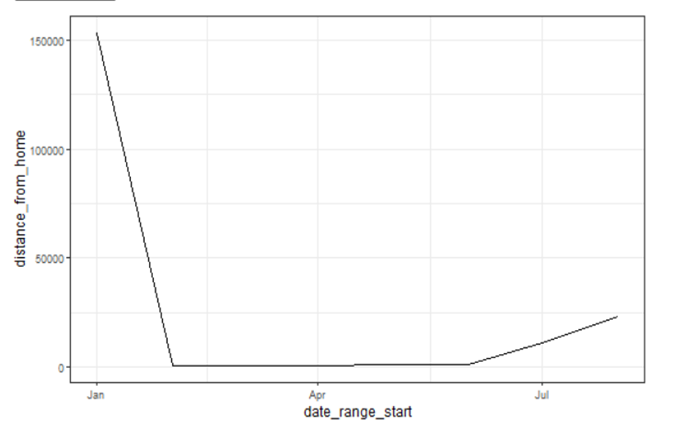 150000
100000
50000
0
distance_from_home
Jan
Apr
Jul
date_range_start